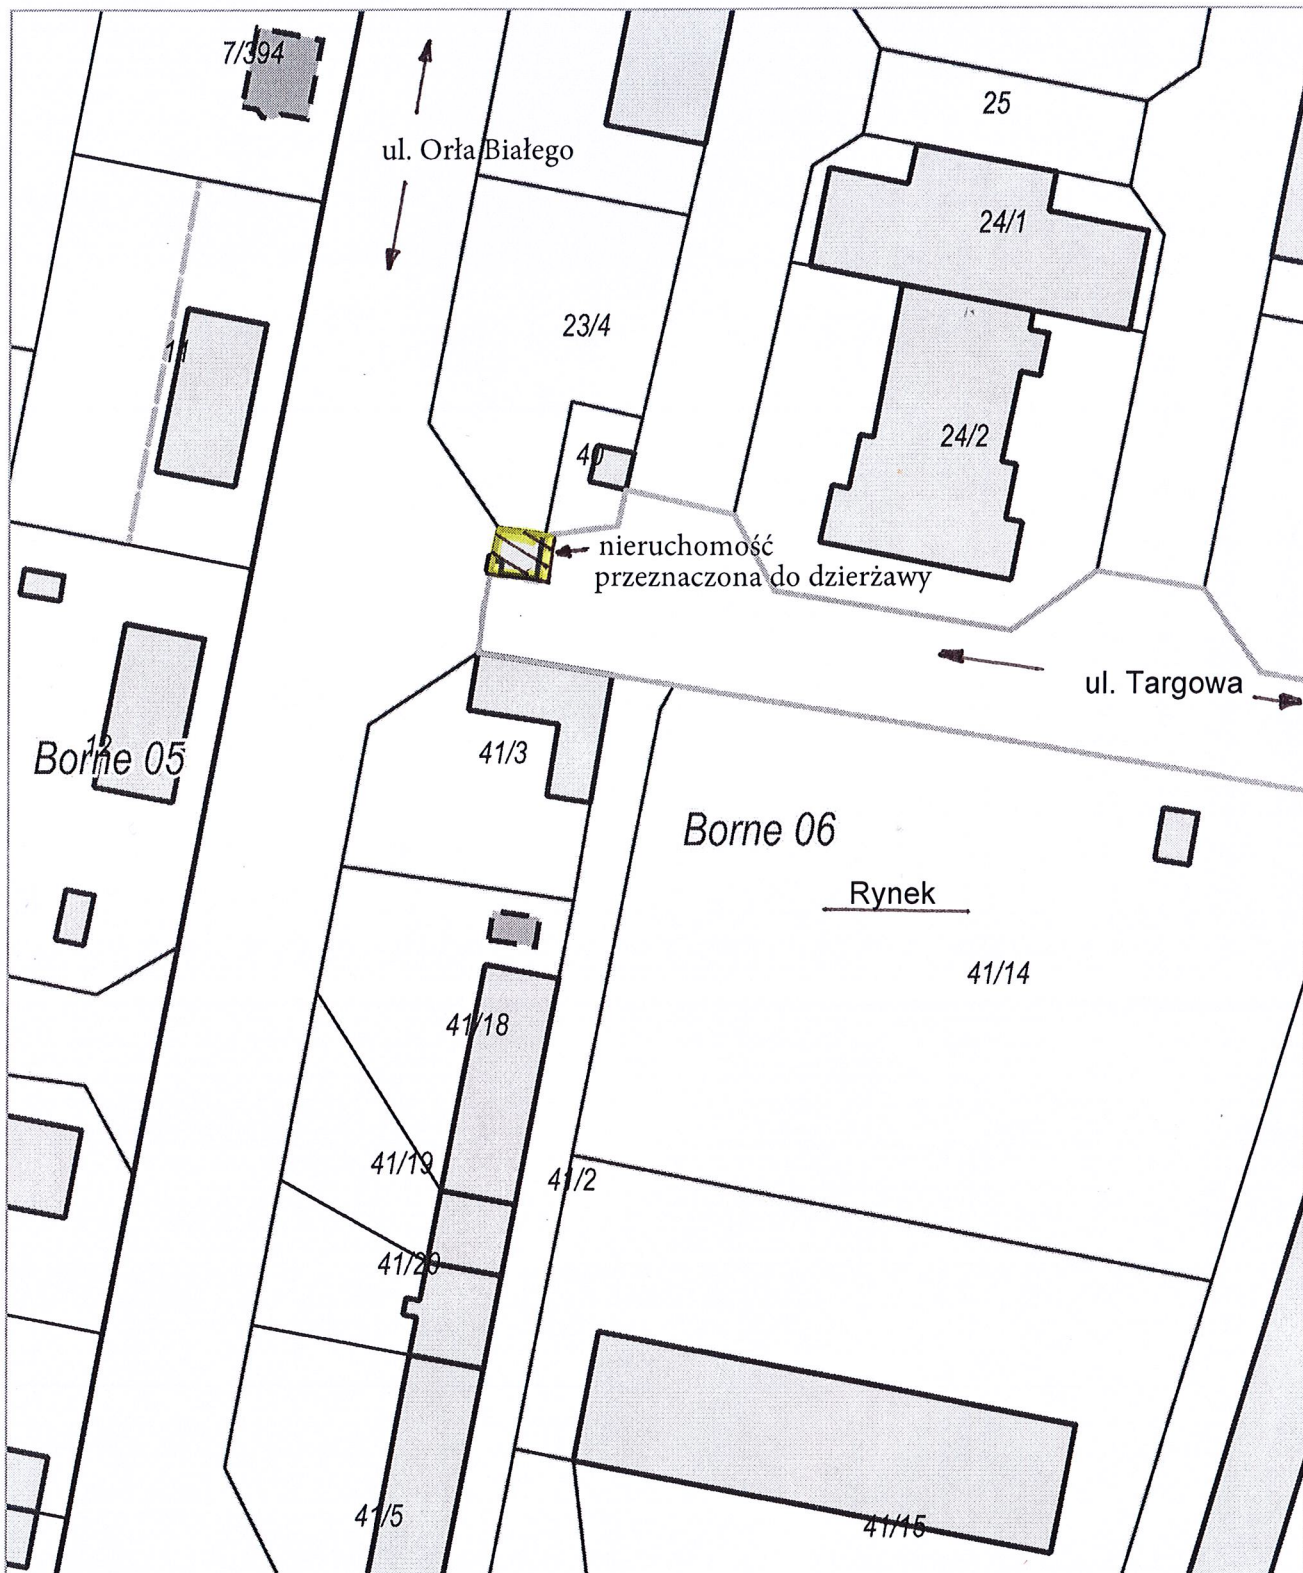 7/394
25
ul. Orła Białego
24/1
23/4
11
24/2
40
nieruchomość
przeznaczona do dzierżawy
ul. Targowa
12
Borne 05
41/3
Borne 06
Rynek
41/14
41/18
41/19
41/2
41/20
41/5
41/15